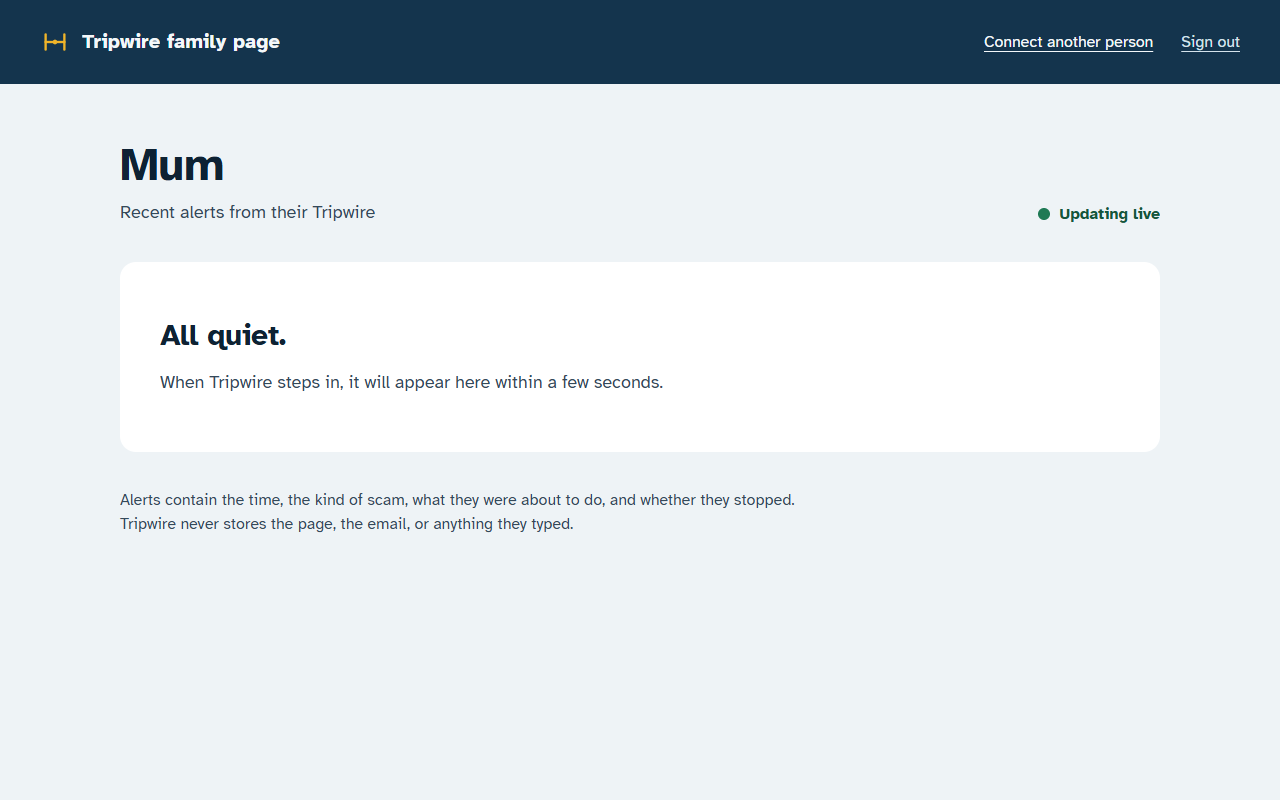 Tripwire family page
Connect another person
Sign out
Mum
Recent alerts from their Tripwire
Updating live
All quiet.
When Tripwire steps in, it will appear here within a few seconds.
Alerts contain the time, the kind of scam, what they were about to do, and whether they stopped.
Tripwire never stores the page, the email, or anything they typed.